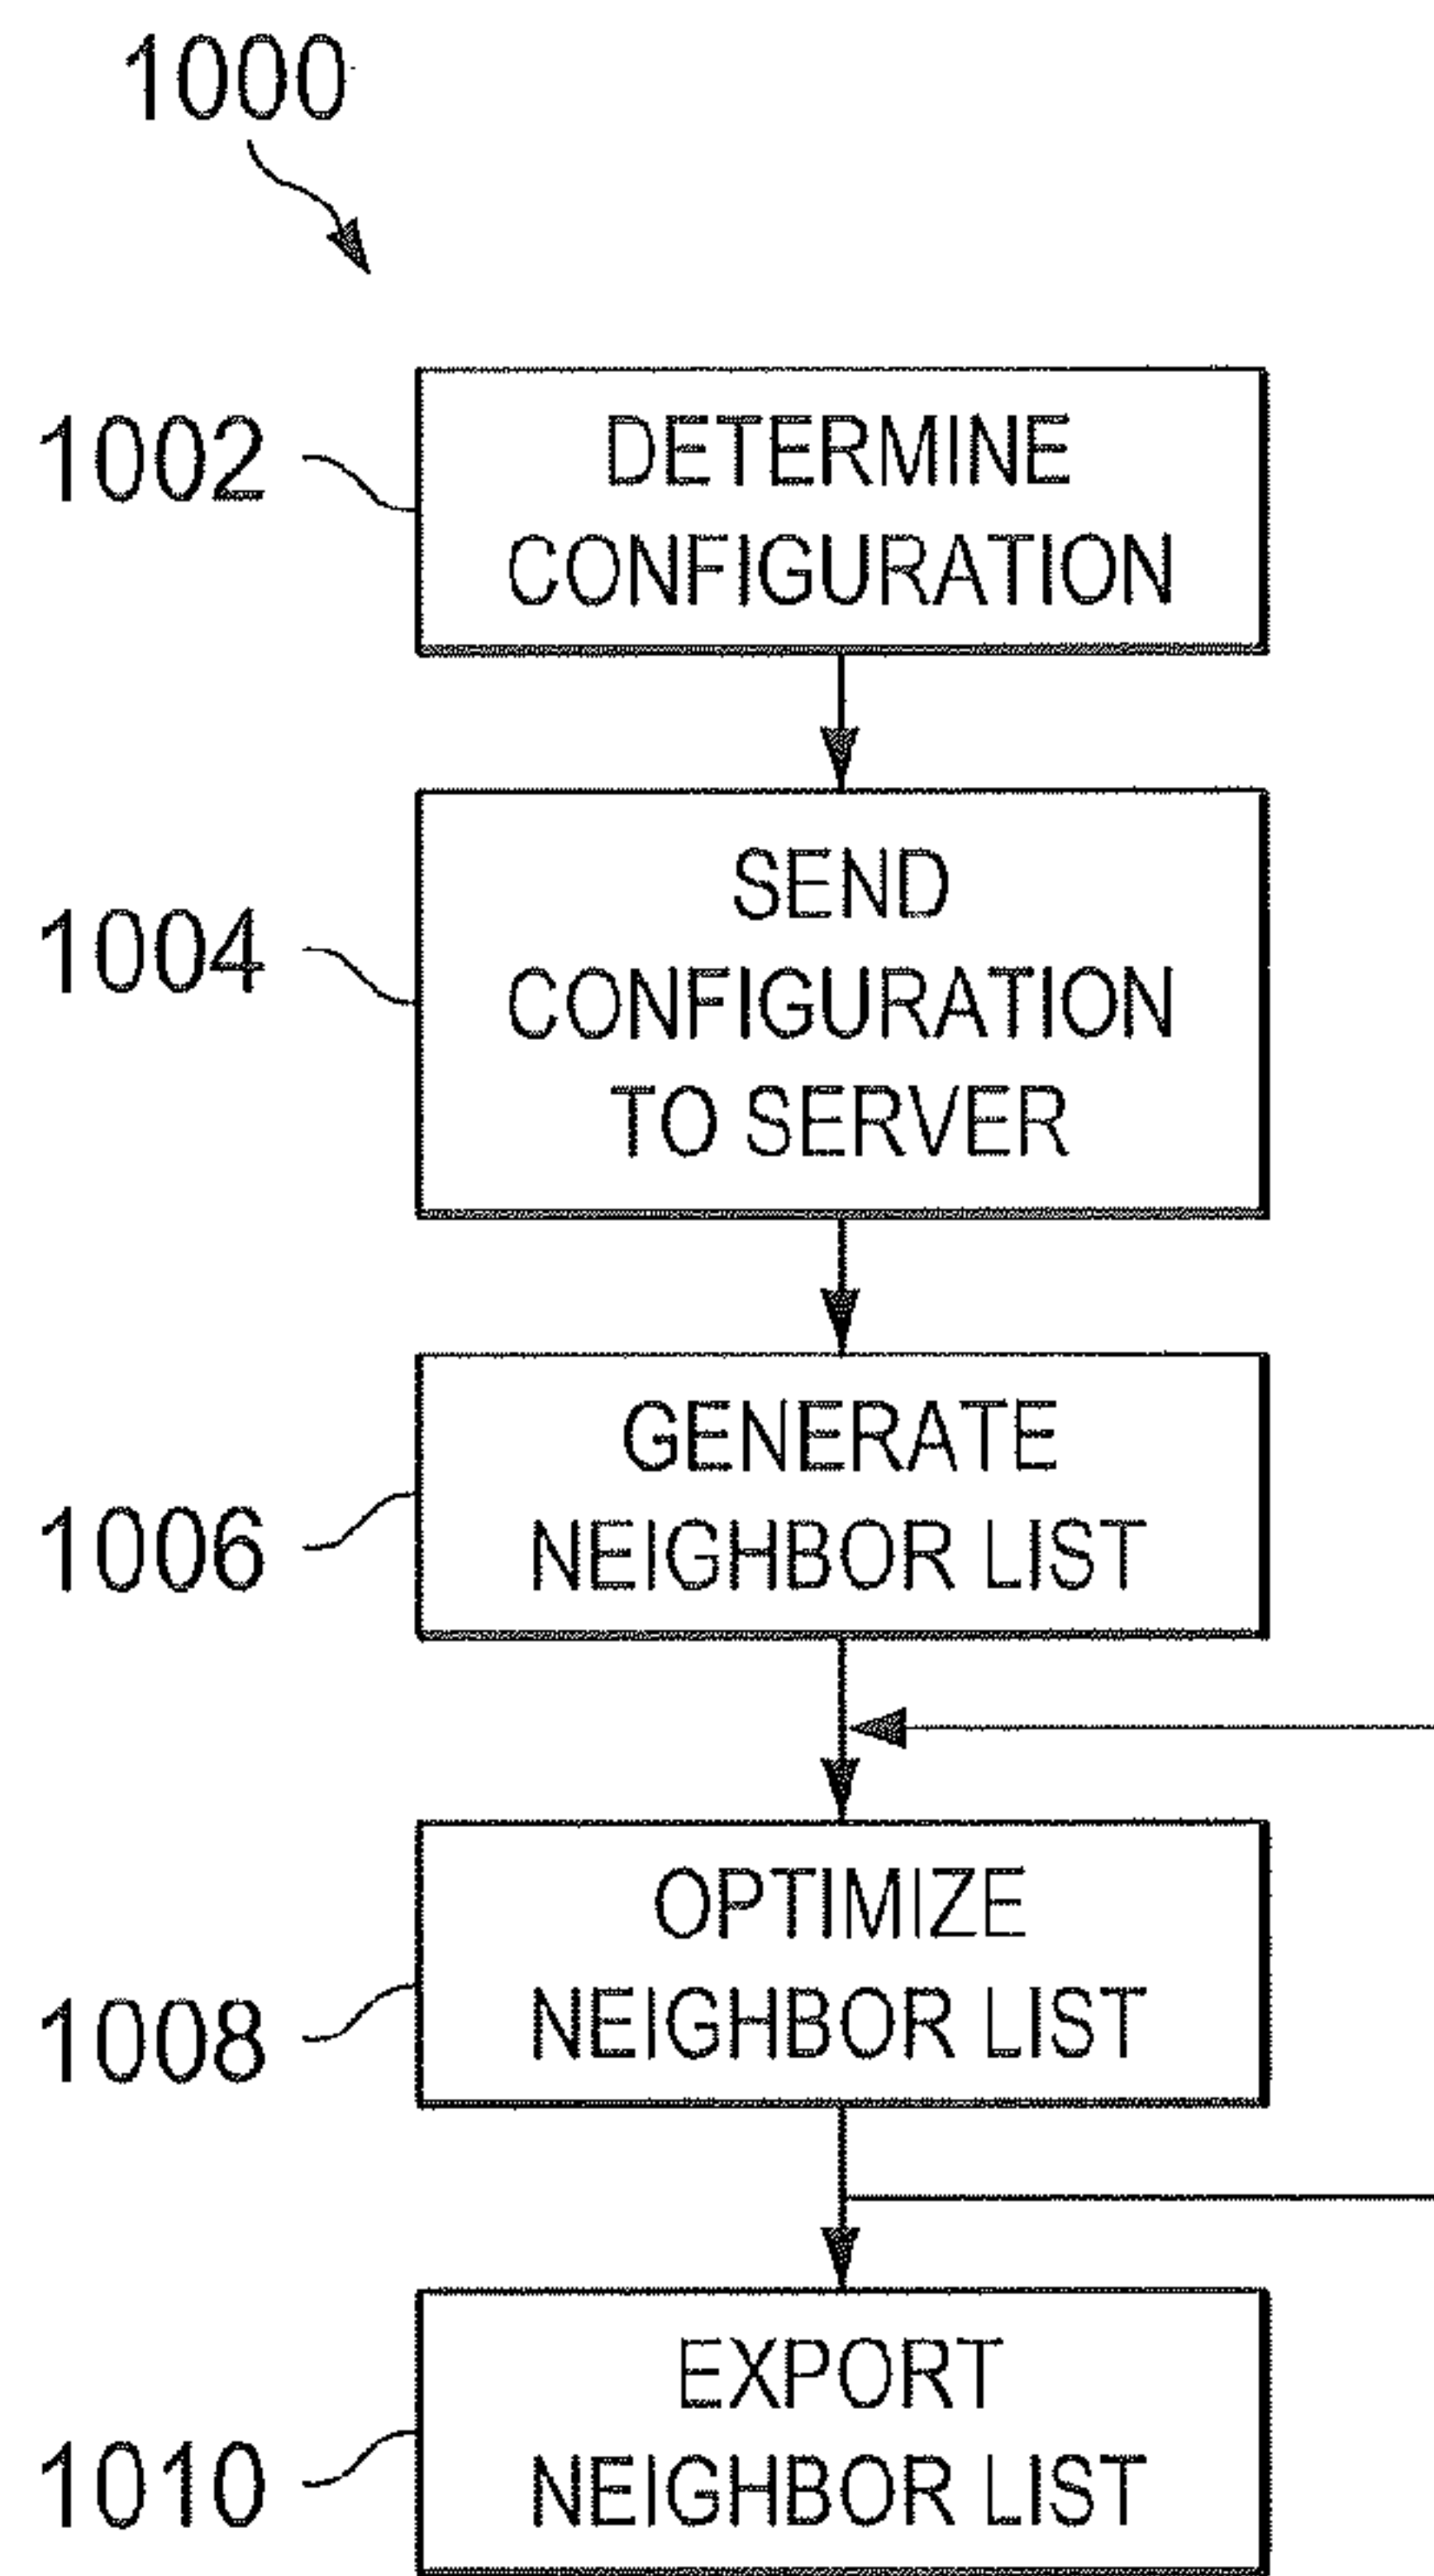 1000
1002
DETERMINE
CONFIGURATION
1004
SEND
CONFIGURATION
TO SERVER
1006
GENERATE
NEIGHBOR LIST
1008
OPTIMIZE
NEIGHBOR LIST
1010
EXPORT
NEIGHBOR LIST